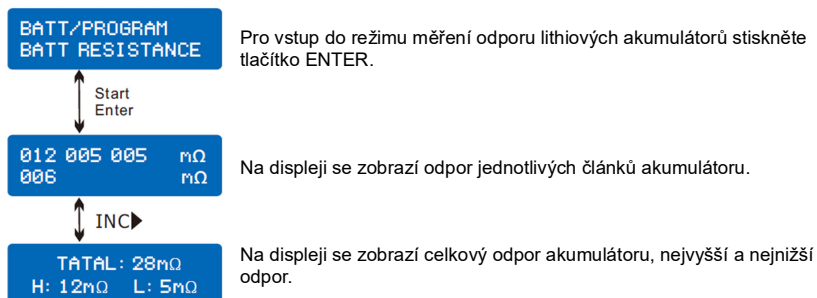 BATT/PROGRAM
BATT RESISTANCE
Pro vstup do režimu měření odporu lithiových akumulátorů stiskněte
tlačítko ENTER.
Start
Enter
012 005 005 mΩ
006 mΩ
Na displeji se zobrazí odpor jednotlivých článků akumulátoru.
INC▶
TATAL: 28mΩ
H: 12mΩ L: 5mΩ
Na displeji se zobrazí celkový odpor akumulátoru, nejvyšší a nejnižší
odpor.